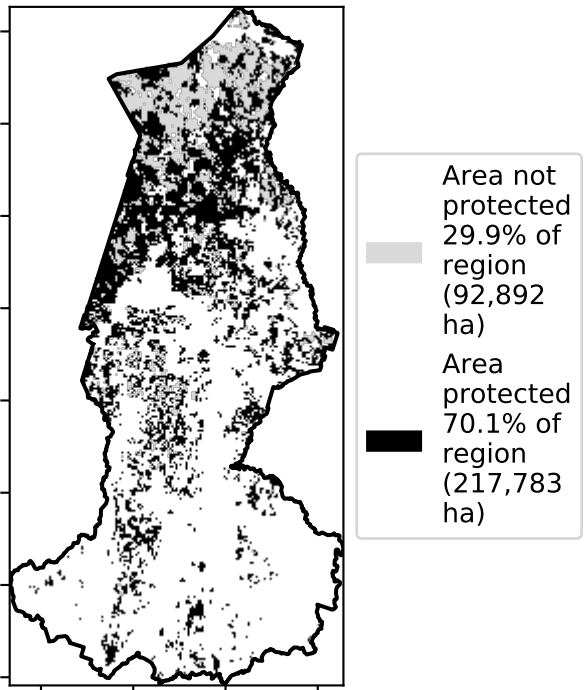 Area not
protected
29.9% of
region
(92,892
ha)
Area
protected
70.1% of
region
(217,783
ha)